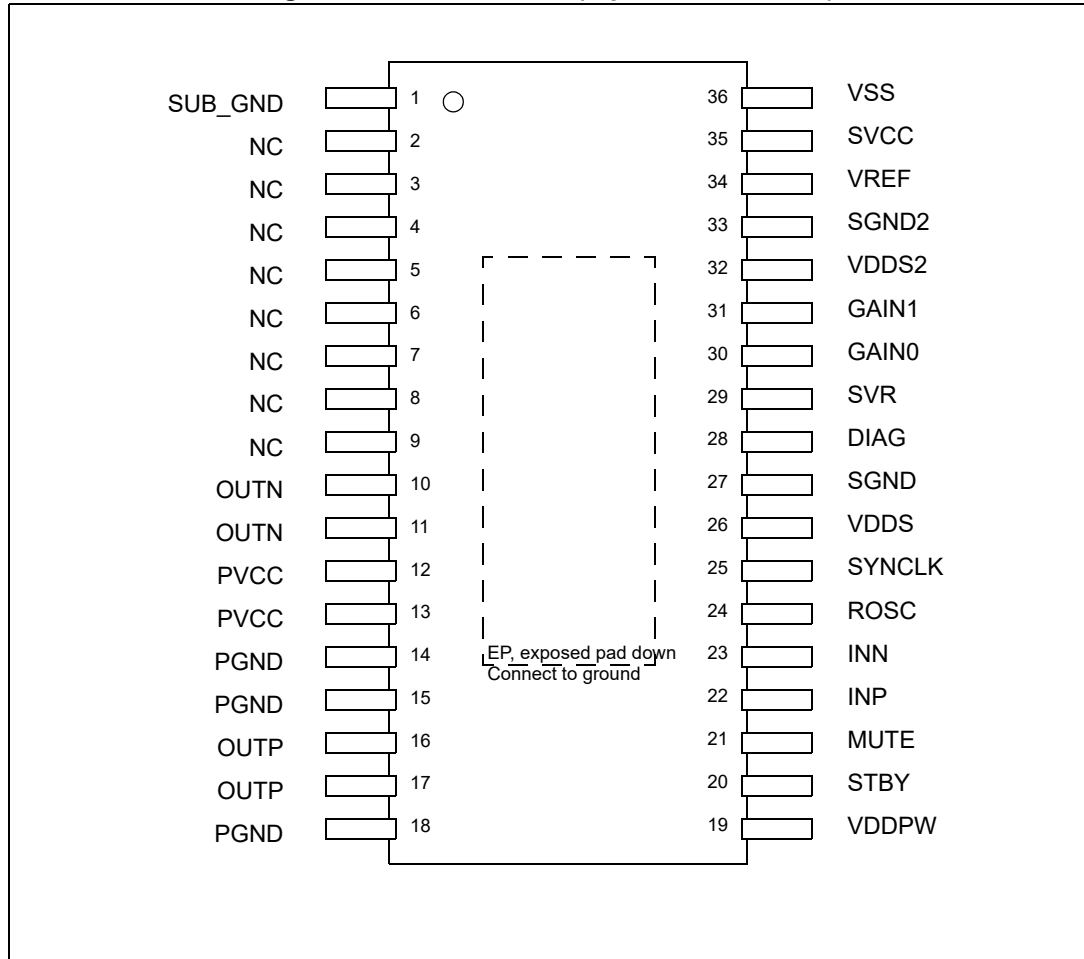 SUB_GND 1 36 VSS
NC 2 35 SVCC
NC 3 34 VREF
NC 4 33 SGND2
NC 5 32 VDDS2
NC 6 31 GAIN1
NC 7 30 GAIN0
NC 8 29 SVR
NC 9 28 DIAG
OUTN 10 27 SGND
OUTN 11 26 VDDS
PVCC 12 25 SYNCLK
PVCC 13 24 ROSC
PGND 14 23 INN
EP, exposed pad down
Connect to ground
PGND 15 22 INP
OUTP 16 21 MUTE
OUTP 17 20 STBY
PGND 18 19 VDDPW